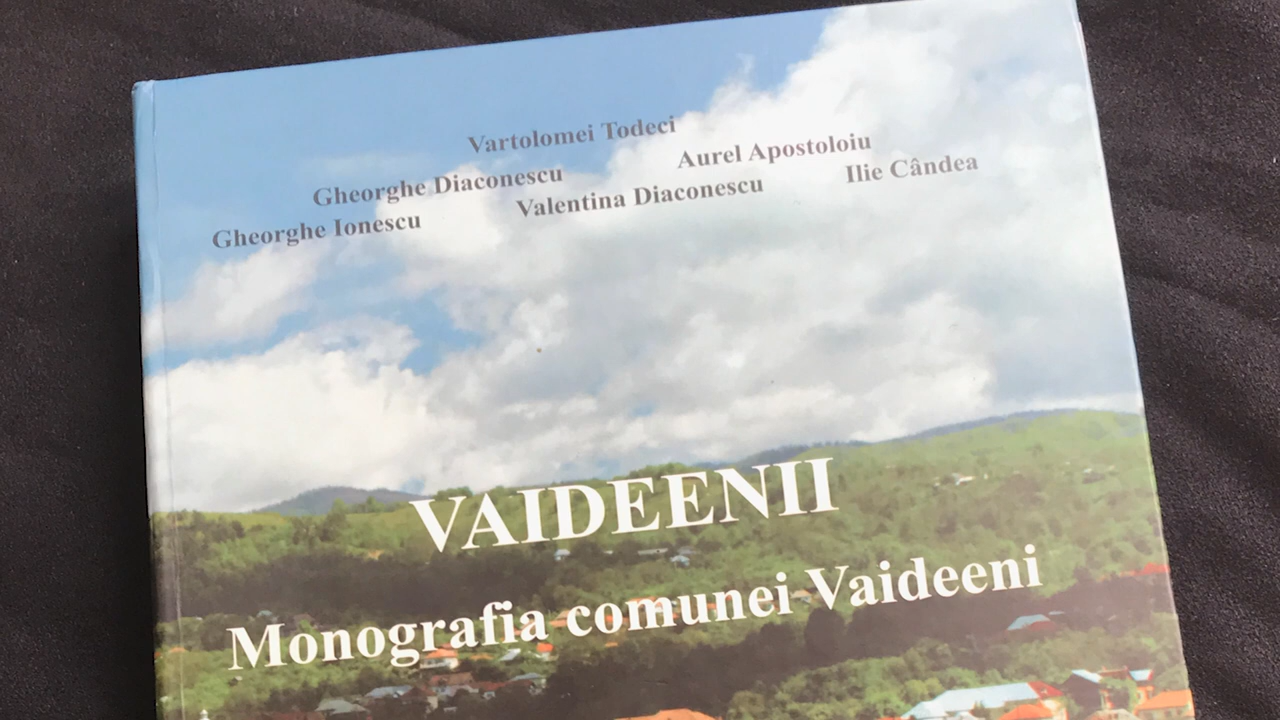 Vartolomei Todeci
Gheorghe Diaconescu Aurel Apostoloiu
Gheorghe Ionescu Valentina Diaconescu Ilie Cândea
VAIDEENII
Monografia comunei Vaideeni